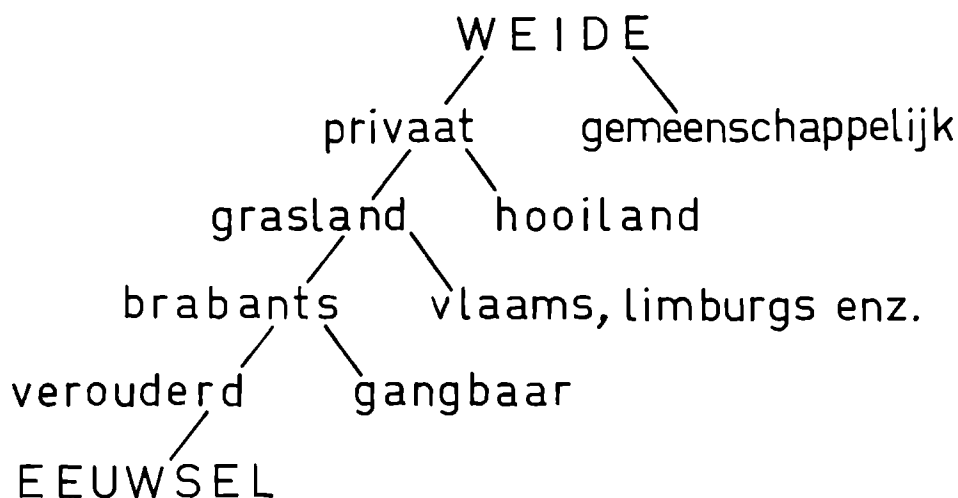 WEIDE
privaat gemeenschappelijk
grasland hooiland
brabants vlaams, limburgs enz.
verouderd gangbaar
EEUWSEL